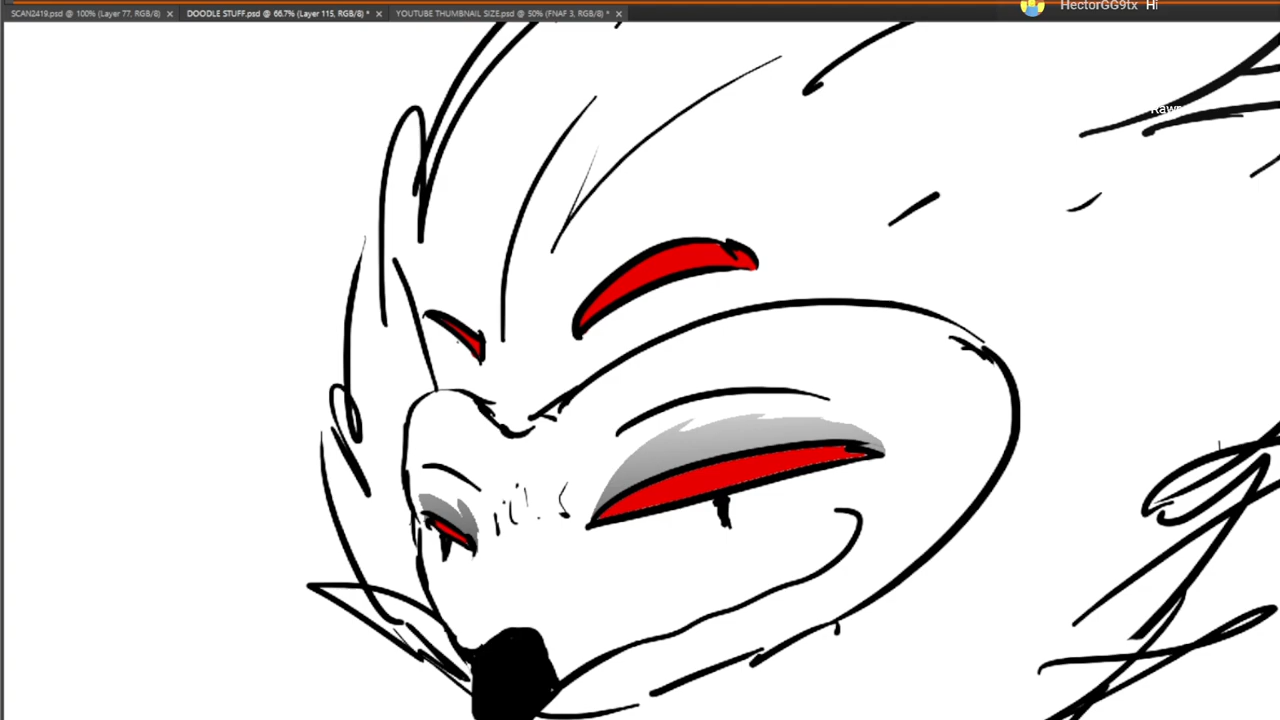 HectorGG9tx Hi
SCAN2419.psd @ 100% (Layer 77, RGB/8) × DOODLE STUFF.psd @ 66.7% (Layer 115, RGB/8) * × YOUTUBE THUMBNAIL SIZE.psd @ 50% (FNAF 3, RGB/8) * ×